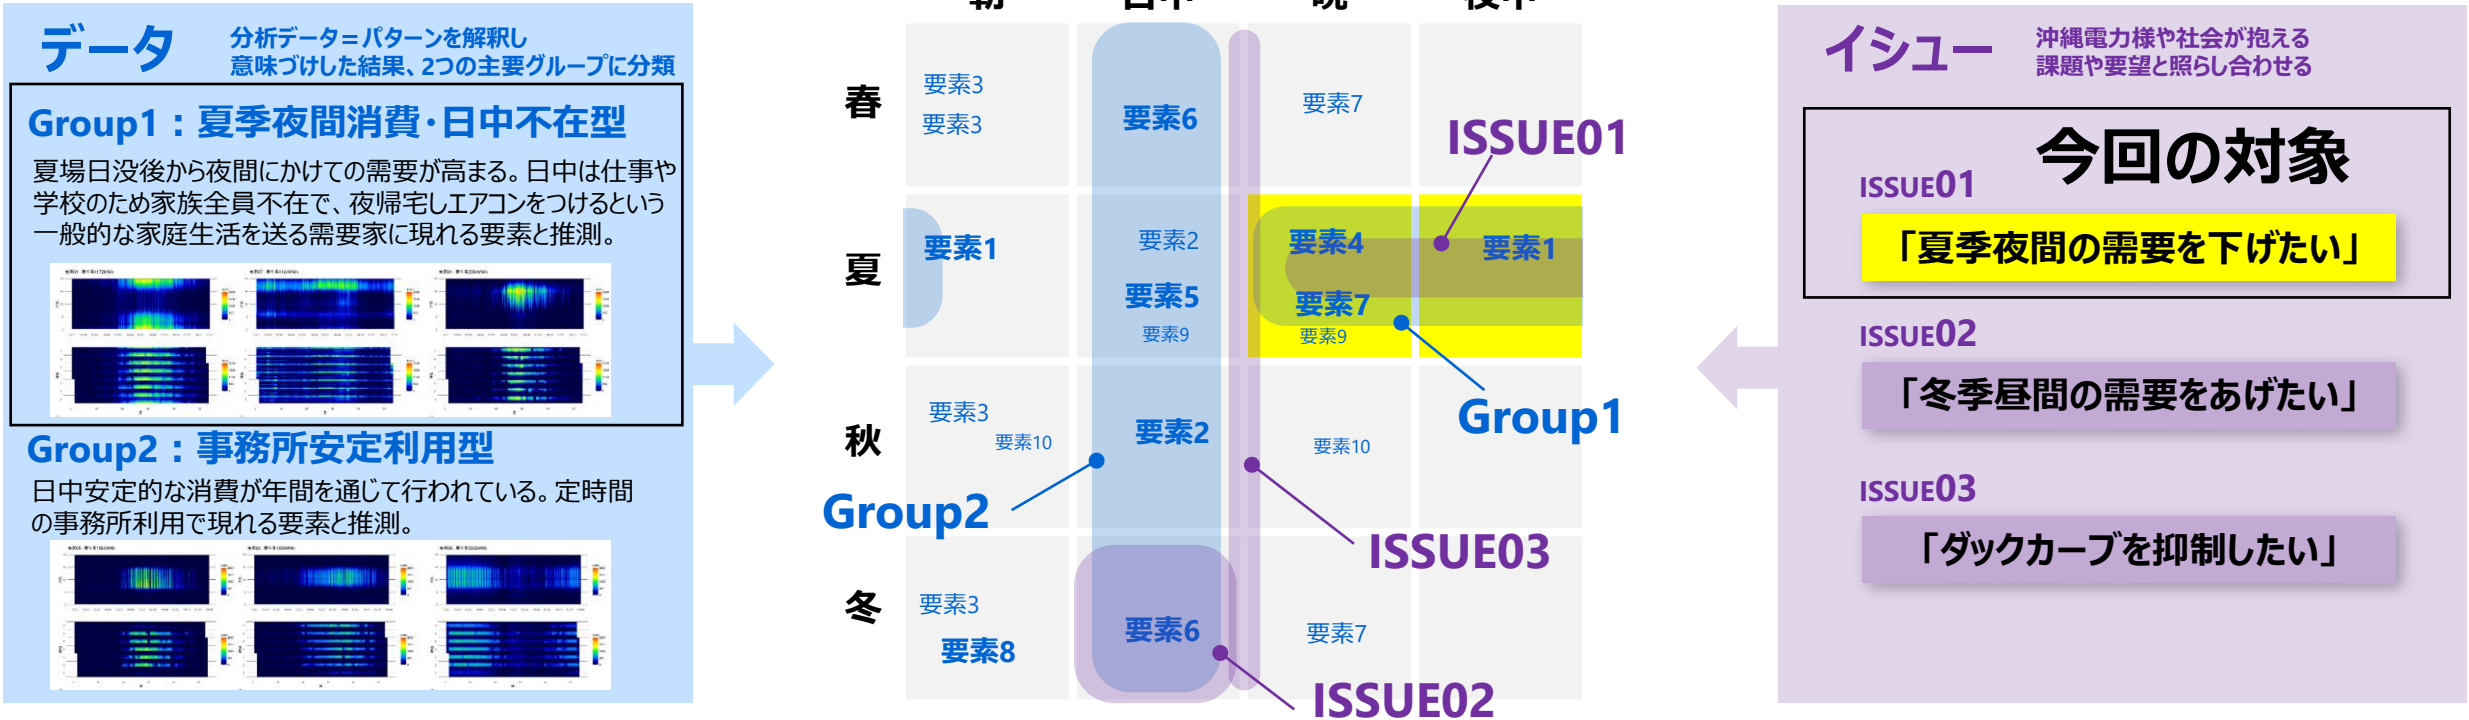 データ
分析データ＝パターンを解釈し
意味づけした結果、2つの主要グループに分類
Group1：夏季夜間消費・日中不在型
夏場日没後から夜間にかけての需要が高まる。日中は仕事や
学校のため家族全員不在で、夜帰宅しエアコンをつけるという
一般的な家庭生活を送る需要家に現れる要素と推測。
Group2：事務所安定利用型
日中安定的な消費が年間を通じて行われている。定時間
の事務所利用で現れる要素と推測。
春
要素3
要素3
要素6
要素7
ISSUE01
夏
要素1
要素2
要素5
要素9
要素4
要素7
要素9
要素1
Group1
秋
要素3
要素10
要素2
要素10
Group2
ISSUE03
冬
要素3
要素8
要素6
要素7
ISSUE02
イシュー
沖縄電力様や社会が抱える
課題や要望と照らし合わせる
今回の対象
ISSUE01
「夏季夜間の需要を下げたい」
ISSUE02
「冬季昼間の需要をあげたい」
ISSUE03
「ダックカーブを抑制したい」